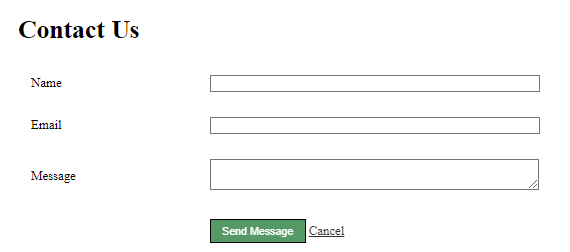 Contact Us
Name
Email
Message
Send Message Cancel